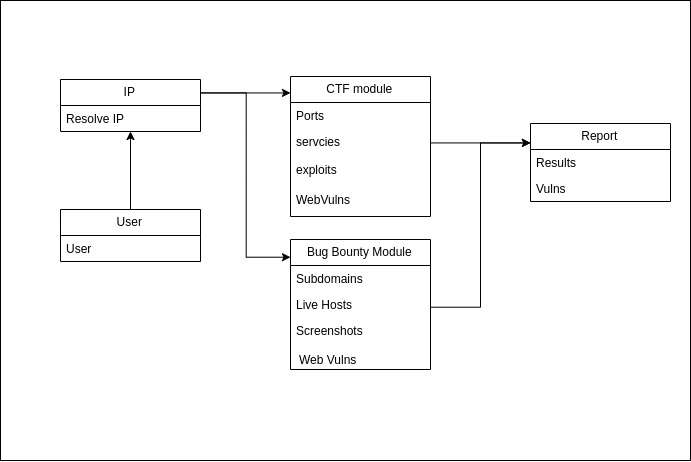 IP
Resolve IP
User
User
CTF module
Ports
servcies
exploits
WebVulns
Bug Bounty Module
Subdomains
Live Hosts
Screenshots
Web Vulns
Report
Results
Vulns